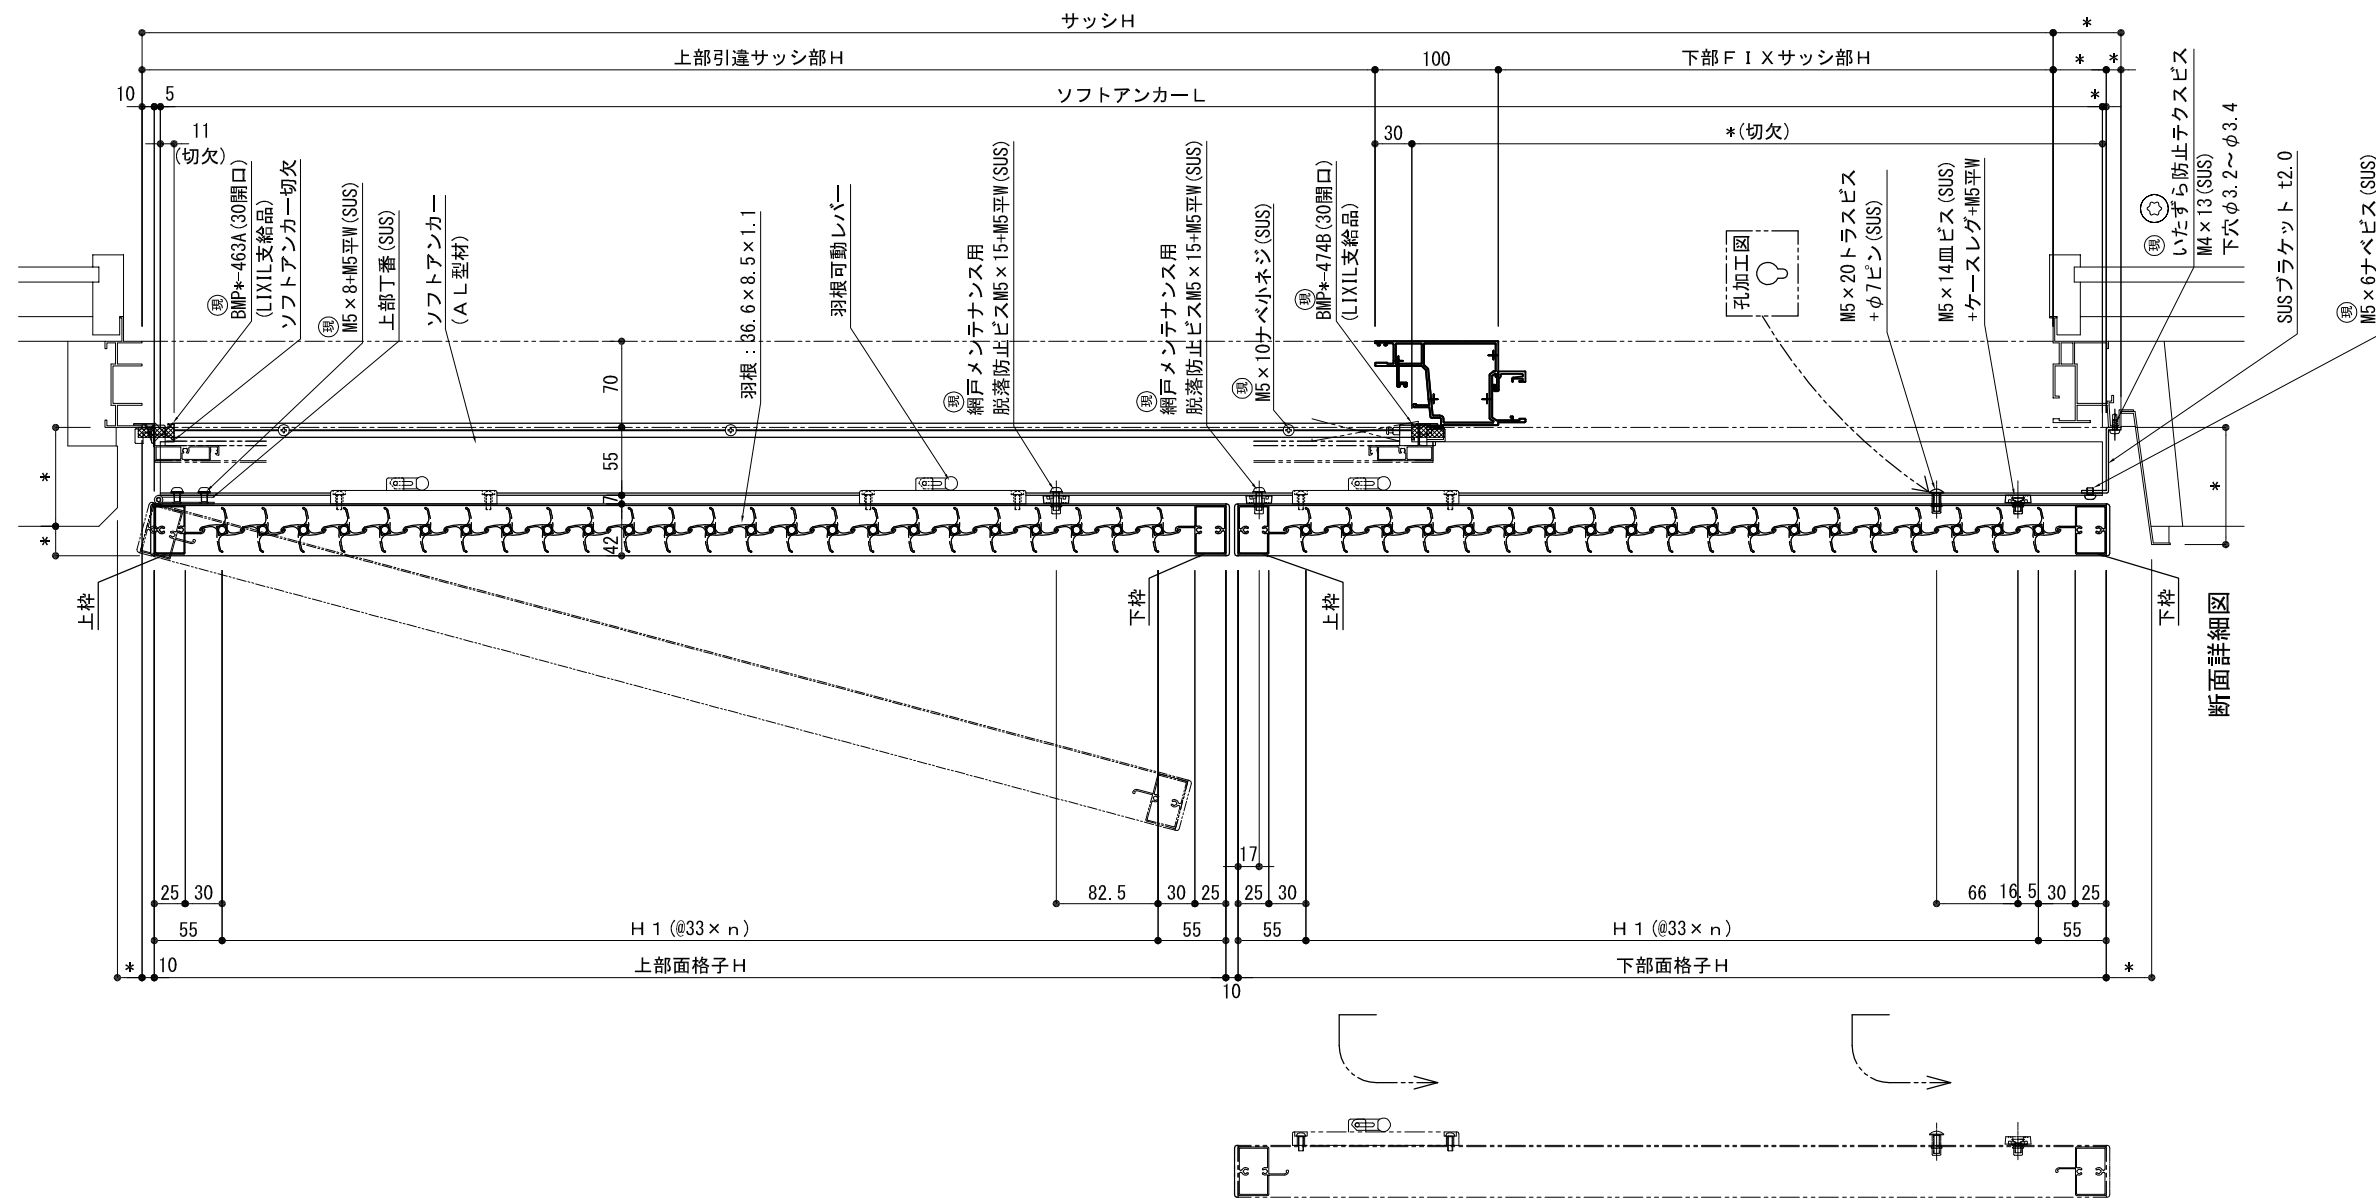 サッシH
*
上部引違サッシ部H
100
下部FIXサッシ部H
*
*
10
5
ソフトアンカーL
*
11
(切欠)
30
*(切欠)
現
BMP*-463A(30開口)
(LIXIL支給品)
ソフトアンカー切欠
現
M5×8+M5平W(SUS)
上部丁番(SUS)
ソフトアンカー
(AL型材)
羽根:36.6×8.5×1.1
羽根可動レバー
現
網戸メンテナンス用
脱落防止ビスM5×15+M5平W(SUS)
現
網戸メンテナンス用
脱落防止ビスM5×15+M5平W(SUS)
現
M5×10ナベ小ネジ(SUS)
現
BMP*-474B(30開口)
(LIXIL支給品)
孔加工図
M5×20トラスビス
+φ7ピン(SUS)
M5×14皿ビス(SUS)
+ケースレグ+M5平W
現
いたずら防止テクスビス
M4×13(SUS)
下穴φ3.2～φ3.4
SUSブラケット t2.0
現
M5×6ナベビス(SUS)
70
55
7
42
*
*
*
上枠
下枠
上枠
下枠
断面詳細図
17
25
30
82.5
30
25
25
30
66
16.5
30
25
55
H1(@33×n)
55
55
H1(@33×n)
55
*
10
上部面格子H
10
下部面格子H
*